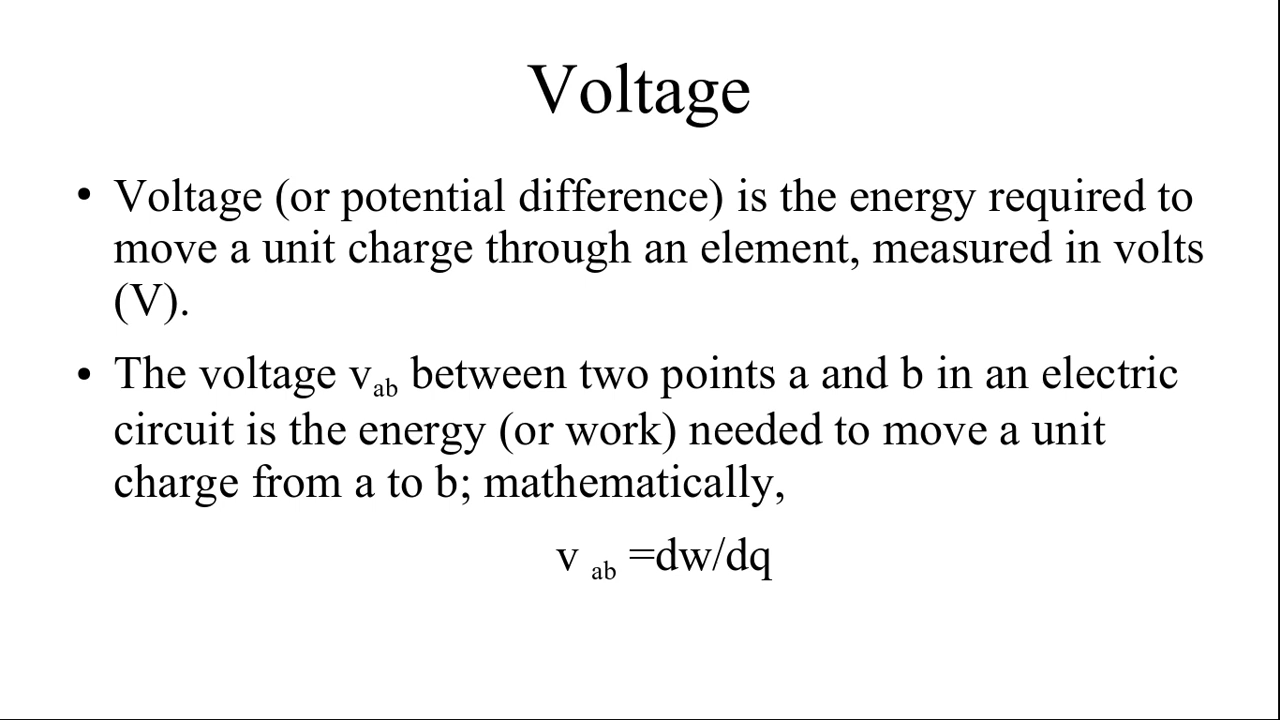 Voltage
• Voltage (or potential difference) is the energy required to
move a unit charge through an element, measured in volts
(V).
• The voltage v_ab between two points a and b in an electric
circuit is the energy (or work) needed to move a unit
charge from a to b; mathematically,
v ab =dw/dq